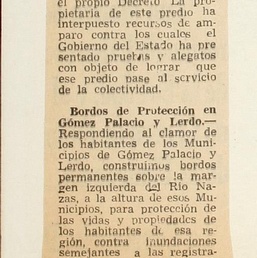 el propio Decreto La pro-
pietaria de este predio ha
interpuesto recursos de am-
paro contra los cuales el
Gobierno del Estado ha pre
sentado pruebas y alegatos
con objeto de lograr que
ese predio pase al servicio
de la colectividad.
Bordos de Protección en
Gómez Palacio y Lerdo.—
Respondiendo al clamor de
los habitantes de los Muni-
cipios de Gómez Palacio y
Lerdo, construimos bordos
permanentes sobre la mar-
gen izquierda del Río Na-
zas, a la altura de esos Mu-
nicipios, para protección de
las vidas y propiedades de
los habitantes de esa re-
gión, contra inundaciones
semejantes a las registra-